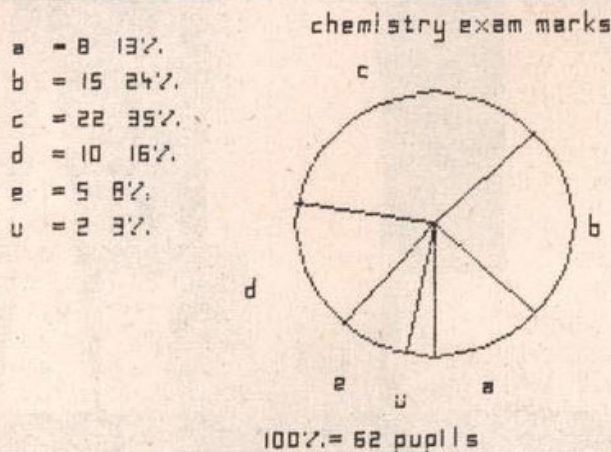 chemistry exam marks
a = 8 13%
b = 15 24%
c = 22 35%
d = 10 16%
e = 5 8%
u = 2 3%
c
b
d
e
u
a
100% = 62 pupils